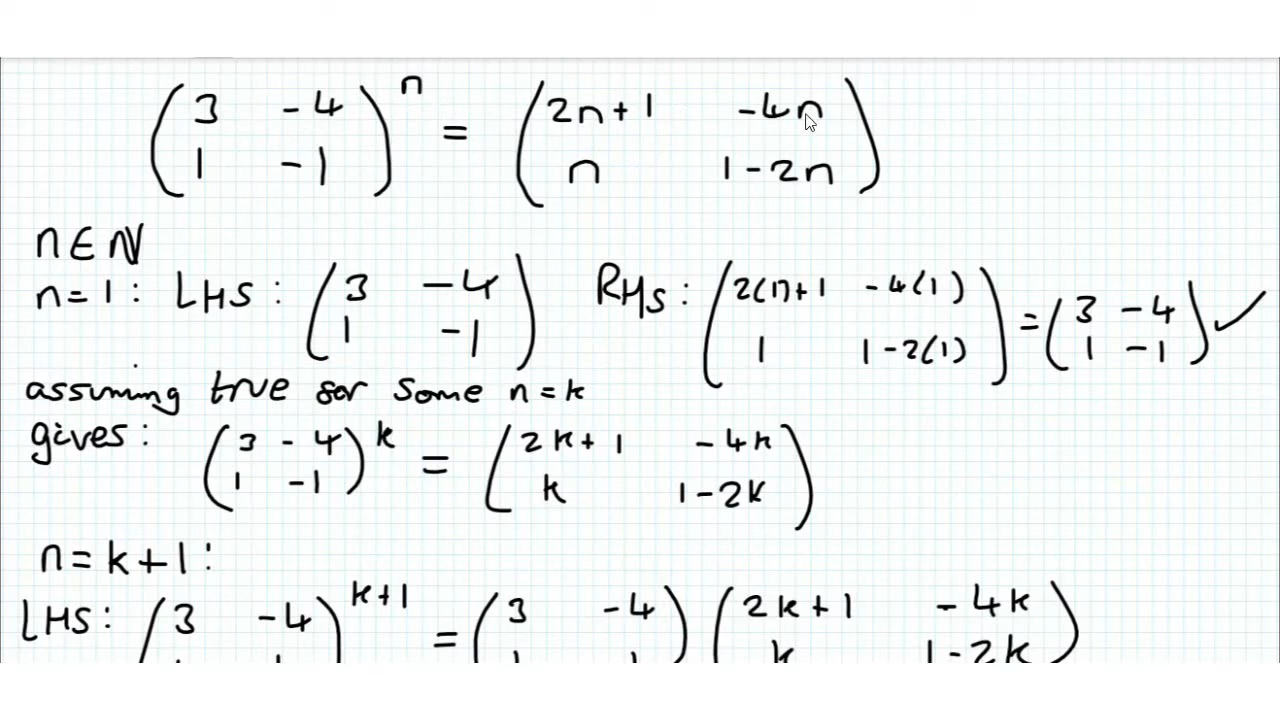 (3 -4)^n = (2n+1 -4n)
(1 -1) (n 1-2n)
n∈ℕ
n=1: LHS: (3 -4) RHS: (2(1)+1 -4(1)) = (3 -4) ✓
(1 -1) (1 1-2(1)) (1 -1)
assuming true for some n=k
gives: (3 -4)^k = (2k+1 -4k)
(1 -1) (k 1-2k)
n=k+1:
LHS: (3 -4)^k+1 = (3 -4) (2k+1 -4k)
k 1-2k